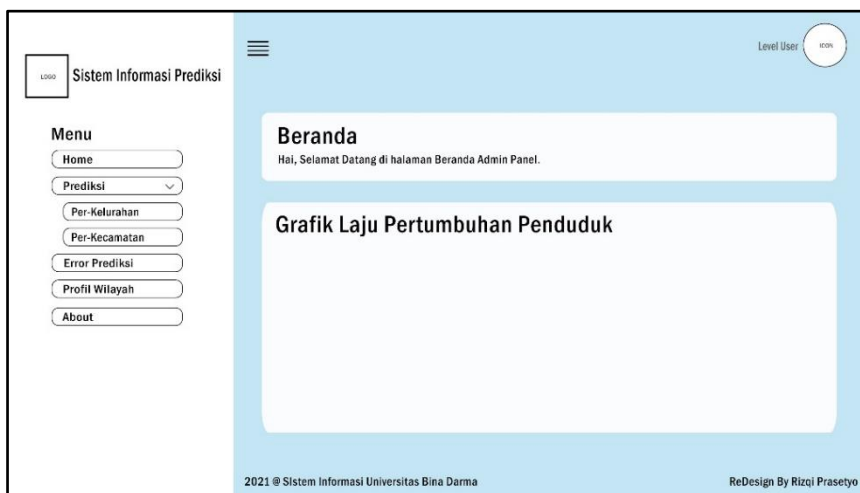 LOGO
Sistem Informasi Prediksi
Menu
Home
Prediksi
Per-Kelurahan
Per-Kecamatan
Error Prediksi
Profil Wilayah
About
Level User
ICON
Beranda
Hai, Selamat Datang di halaman Beranda Admin Panel.
Grafik Laju Pertumbuhan Penduduk
2021 @ SIstem Informasi Universitas Bina Darma
ReDesign By Rizqi Prasetyo